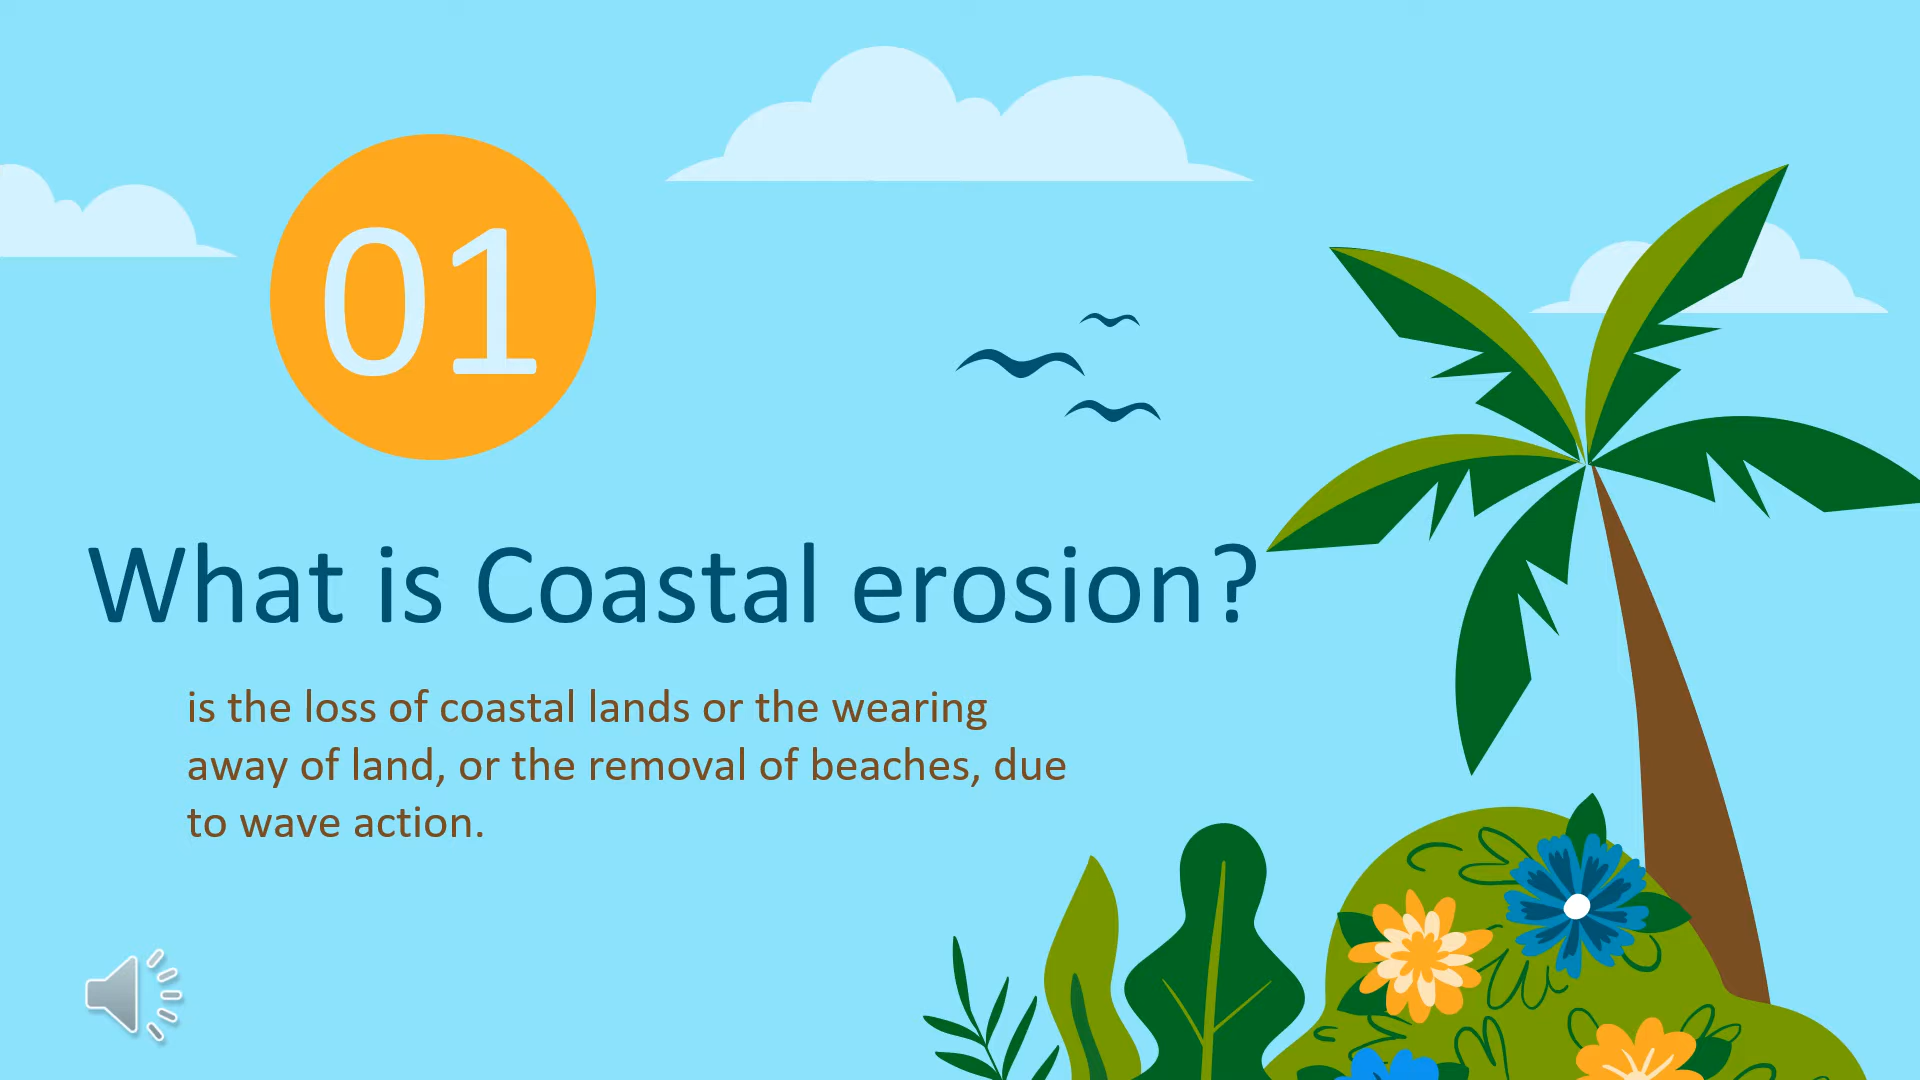 01
What is Coastal erosion?
is the loss of coastal lands or the wearing
away of land, or the removal of beaches, due
to wave action.